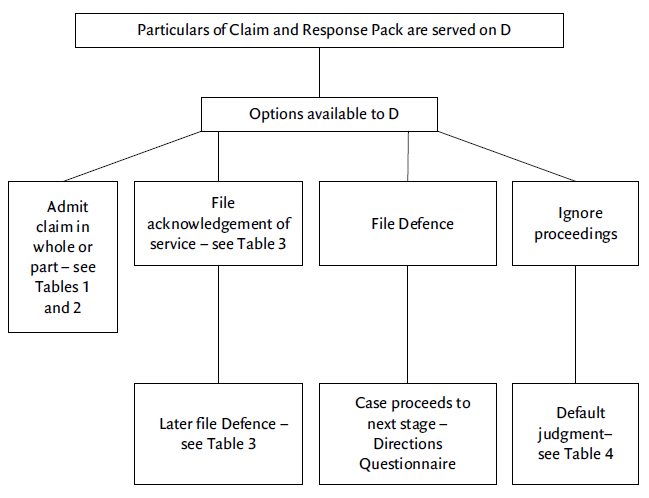 Particulars of Claim and Response Pack are served on D
Options available to D
Admit
claim in
whole or
part – see
Tables 1
and 2
File
acknowledgement of
service – see Table 3
File Defence
Ignore
proceedings
Later file Defence –
see Table 3
Case proceeds to
next stage –
Directions
Questionnaire
Default
judgment–
see Table 4